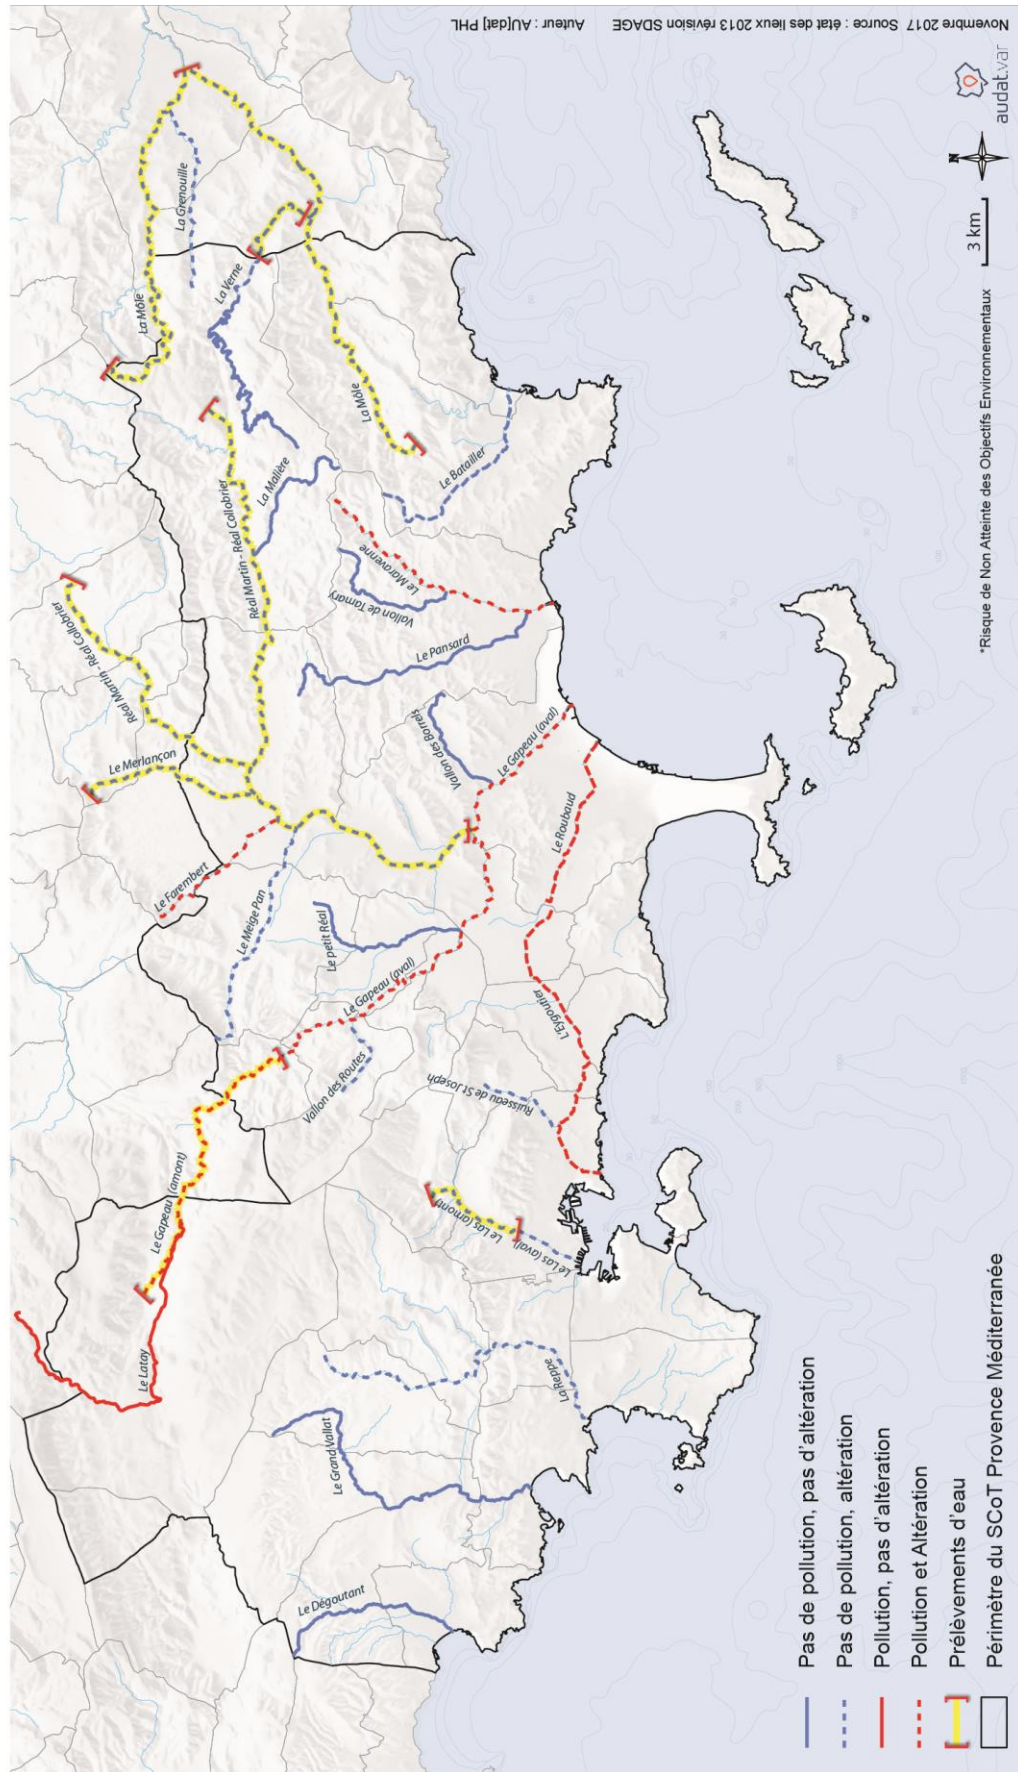 Novembre 2017 Source : état des lieux 2013 révision SDAGE Auteur : AU[dat] PHL
audat.var
N
3 km
*Risque de Non Atteinte des Objectifs Environnementaux
Le Latay
Le Gapeau (amont)
Le Dégoutant
Le Grand Vallat
La Reppe
Le Las (amont)
Le Las (aval)
Ruisseau de St Joseph
Vallon des Routes
Le Gapeau (aval)
Le petit Réal
Le Meige Pan
Le Farembert
Le Merlançon
Réal Martin - Réal Collobrier
Réal Martin - Réal Collobrier
L'Eygoutier
Le Roubaud
Le Gapeau (aval)
Vallon des Borrels
Le Pansard
Vallon de Tamary
Le Maravenne
La Malière
Le Batailler
La Môle
La Verne
La Môle
La Grenouille
Pas de pollution, pas d'altération
Pas de pollution, altération
Pollution, pas d'altération
Pollution et Altération
Prélèvements d'eau
Périmètre du SCoT Provence Méditerranée